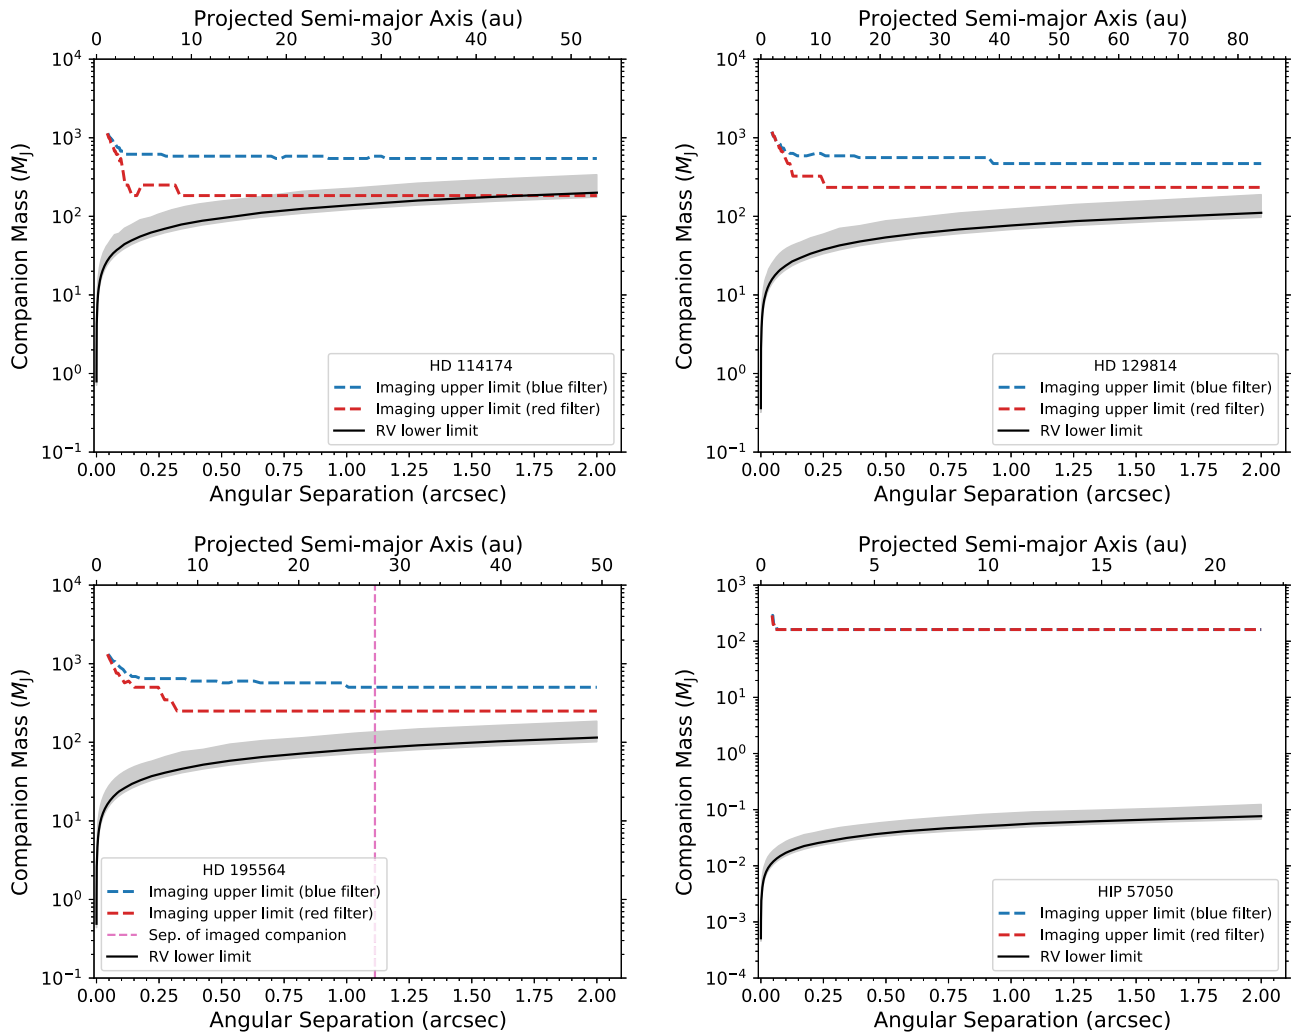 Projected Semi-major Axis (au)
0 10 20 30 40 50
10^4
10^3
10^2
10^1
10^0
10^-1
Companion Mass (M_J)
HD 114174
Imaging upper limit (blue filter)
Imaging upper limit (red filter)
RV lower limit
0.00 0.25 0.50 0.75 1.00 1.25 1.50 1.75 2.00
Angular Separation (arcsec)
Projected Semi-major Axis (au)
0 10 20 30 40 50 60 70 80
10^4
10^3
10^2
10^1
10^0
10^-1
Companion Mass (M_J)
HD 129814
Imaging upper limit (blue filter)
Imaging upper limit (red filter)
RV lower limit
0.00 0.25 0.50 0.75 1.00 1.25 1.50 1.75 2.00
Angular Separation (arcsec)
Projected Semi-major Axis (au)
0 10 20 30 40 50
10^4
10^3
10^2
10^1
10^0
10^-1
Companion Mass (M_J)
HD 195564
Imaging upper limit (blue filter)
Imaging upper limit (red filter)
Sep. of imaged companion
RV lower limit
0.00 0.25 0.50 0.75 1.00 1.25 1.50 1.75 2.00
Angular Separation (arcsec)
Projected Semi-major Axis (au)
0 5 10 15 20
10^3
10^2
10^1
10^0
10^-1
10^-2
10^-3
10^-4
Companion Mass (M_J)
HIP 57050
Imaging upper limit (blue filter)
Imaging upper limit (red filter)
RV lower limit
0.00 0.25 0.50 0.75 1.00 1.25 1.50 1.75 2.00
Angular Separation (arcsec)